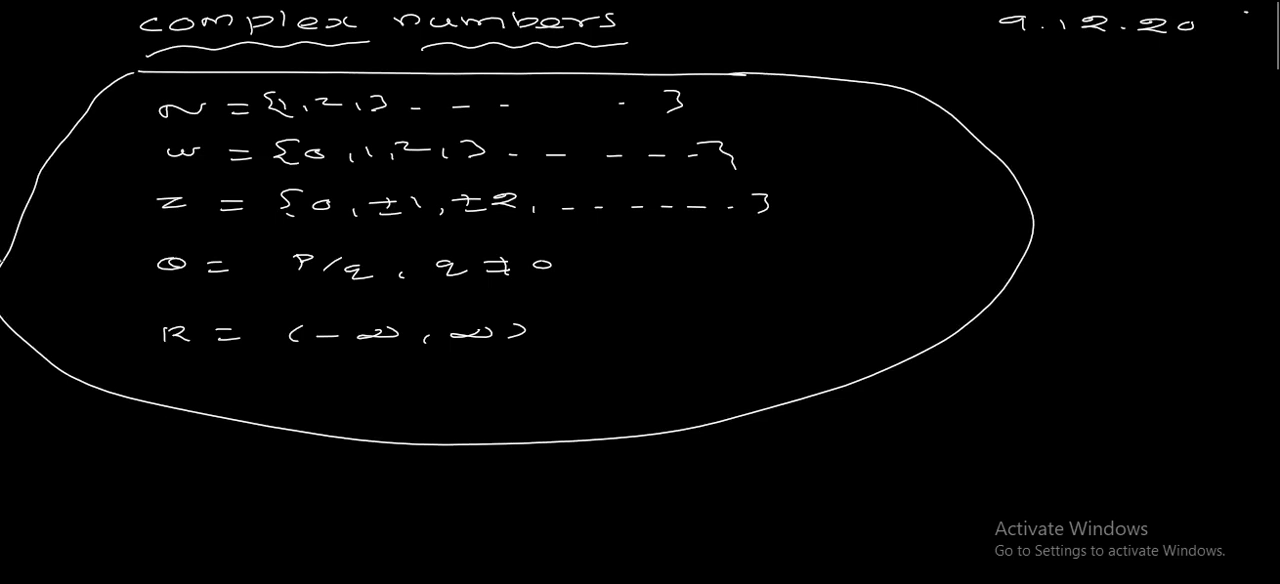 complex numbers 9.12.20
N = {1, 2, 3 . - - . }
W = {0, 1, 2, 3 . - - - - . }
Z = {0, ±1, ±2, - - - - - - . }
Q = P/q, q ≠ 0
R = (-∞, ∞)
Activate Windows
Go to Settings to activate Windows.